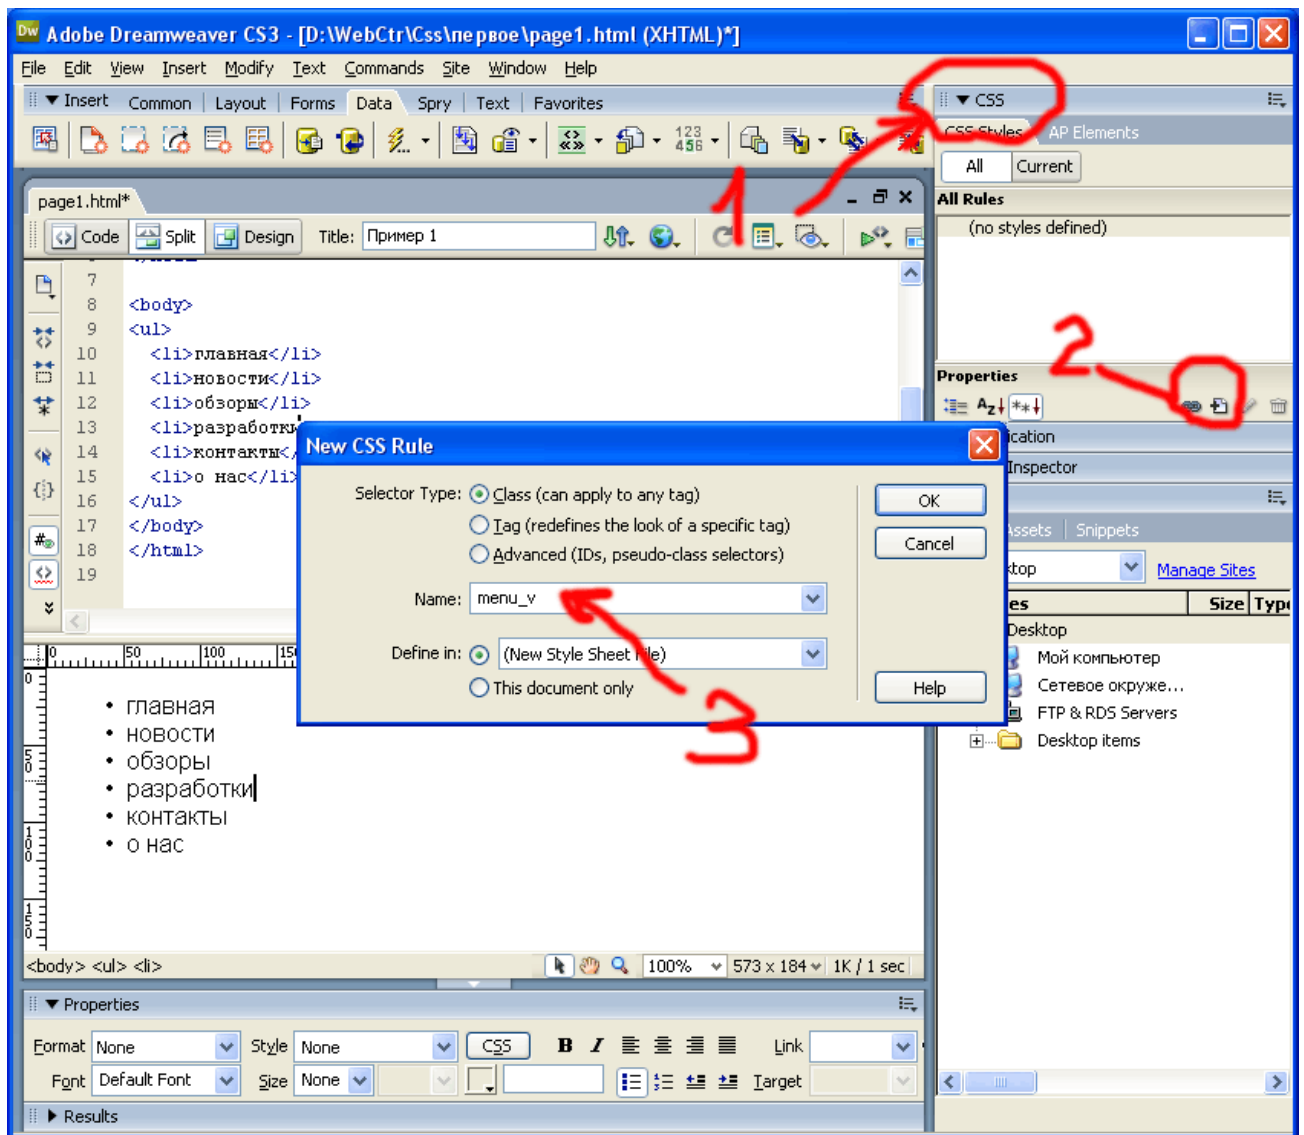 Dw Adobe Dreamweaver CS3 - [D:\WebCtr\Css\первое\page1.html (XHTML)*]
File Edit View Insert Modify Text Commands Site Window Help
Insert Common Layout Forms Data Spry Text Favorites
CSS
CSS Styles AP Elements
All Current
All Rules
(no styles defined)
1
page1.html*
Code Split Design Title: Пример 1
7
8 <body>
9 <ul>
10 <li>главная</li>
11 <li>новости</li>
12 <li>обзоры</li>
13 <li>разработки
14 <li>контакты<
15 <li>о нас</li>
16 </ul>
17 </body>
18 </html>
19
2
Properties
ication
Inspector
New CSS Rule
Selector Type: Class (can apply to any tag)
Tag (redefines the look of a specific tag)
Advanced (IDs, pseudo-class selectors)
Name: menu_v
Define in: (New Style Sheet File)
This document only
OK
Cancel
Help
3
Assets Snippets
ktop Manage Sites
es Size Type
Desktop
Мой компьютер
Сетевое окруже...
FTP & RDS Servers
Desktop items
0 50 100 15
0
50
100
150
• главная
• новости
• обзоры
• разработки
• контакты
• о нас
<body> <ul> <li> 100% 573 x 184 1K / 1 sec
Properties
Format None Style None CSS B I Link
Font Default Font Size None Target
Results